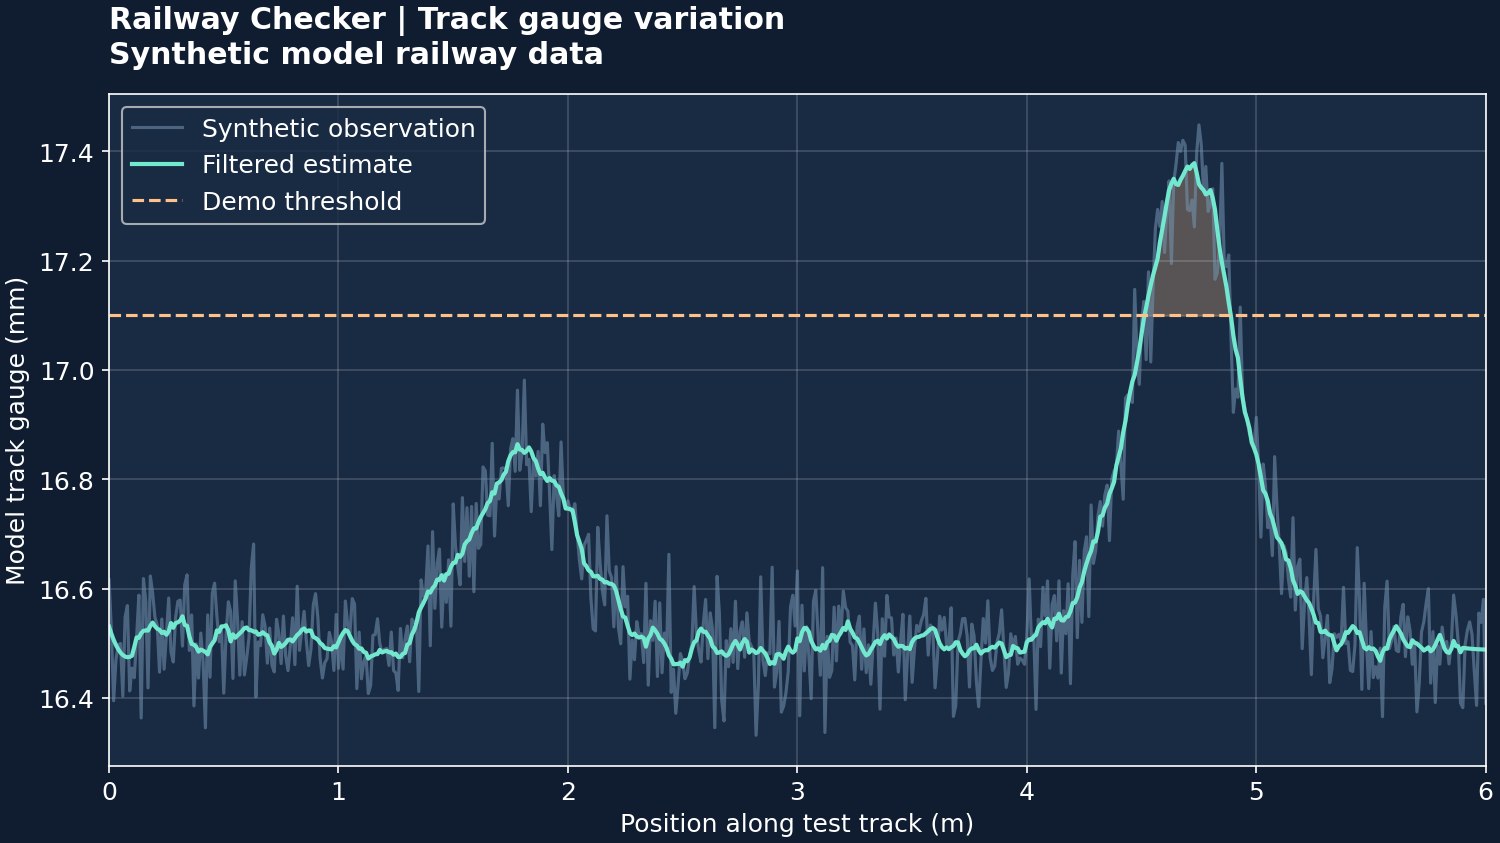 Railway Checker | Track gauge variation
Synthetic model railway data
Synthetic observation
Filtered estimate
Demo threshold
Model track gauge (mm)
17.4
17.2
17.0
16.8
16.6
16.4
0 1 2 3 4 5 6
Position along test track (m)